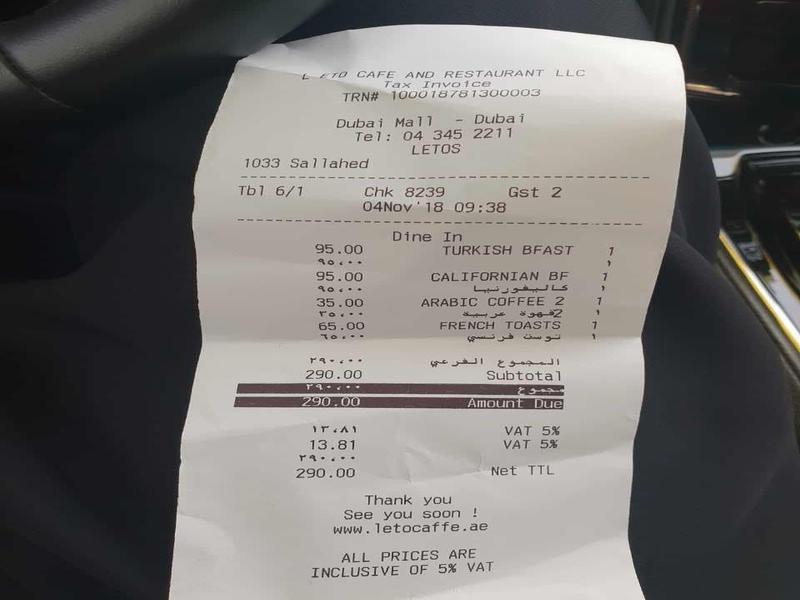 L'ETO CAFE AND RESTAURANT LLC
Tax Invoice
TRN# 100018781300003
Dubai Mall - Dubai
Tel: 04 345 2211
LETOS
1033 Sallahed
Tbl 6/1 Chk 8239 Gst 2
04Nov'18 09:38
Dine In
95.00 TURKISH BFAST 1
٩٥،٠٠ ١
95.00 CALIFORNIAN BF 1
٩٥،٠٠ كاليفورنيا ١
35.00 ARABIC COFFEE 2 1
٣٥،٠٠ قهوة عربية 2 ١
65.00 FRENCH TOASTS 1
٦٥،٠٠ توست فرنسي ١
٢٩٠،٠٠ المجموع الفرعي
290.00 Subtotal
٢٩٠،٠٠ مجموع
290.00 Amount Due
١٣،٨١ VAT 5%
13.81 VAT 5%
٢٩٠،٠٠
290.00 Net TTL
Thank you
See you soon !
www.letocaffe.ae
ALL PRICES ARE
INCLUSIVE OF 5% VAT